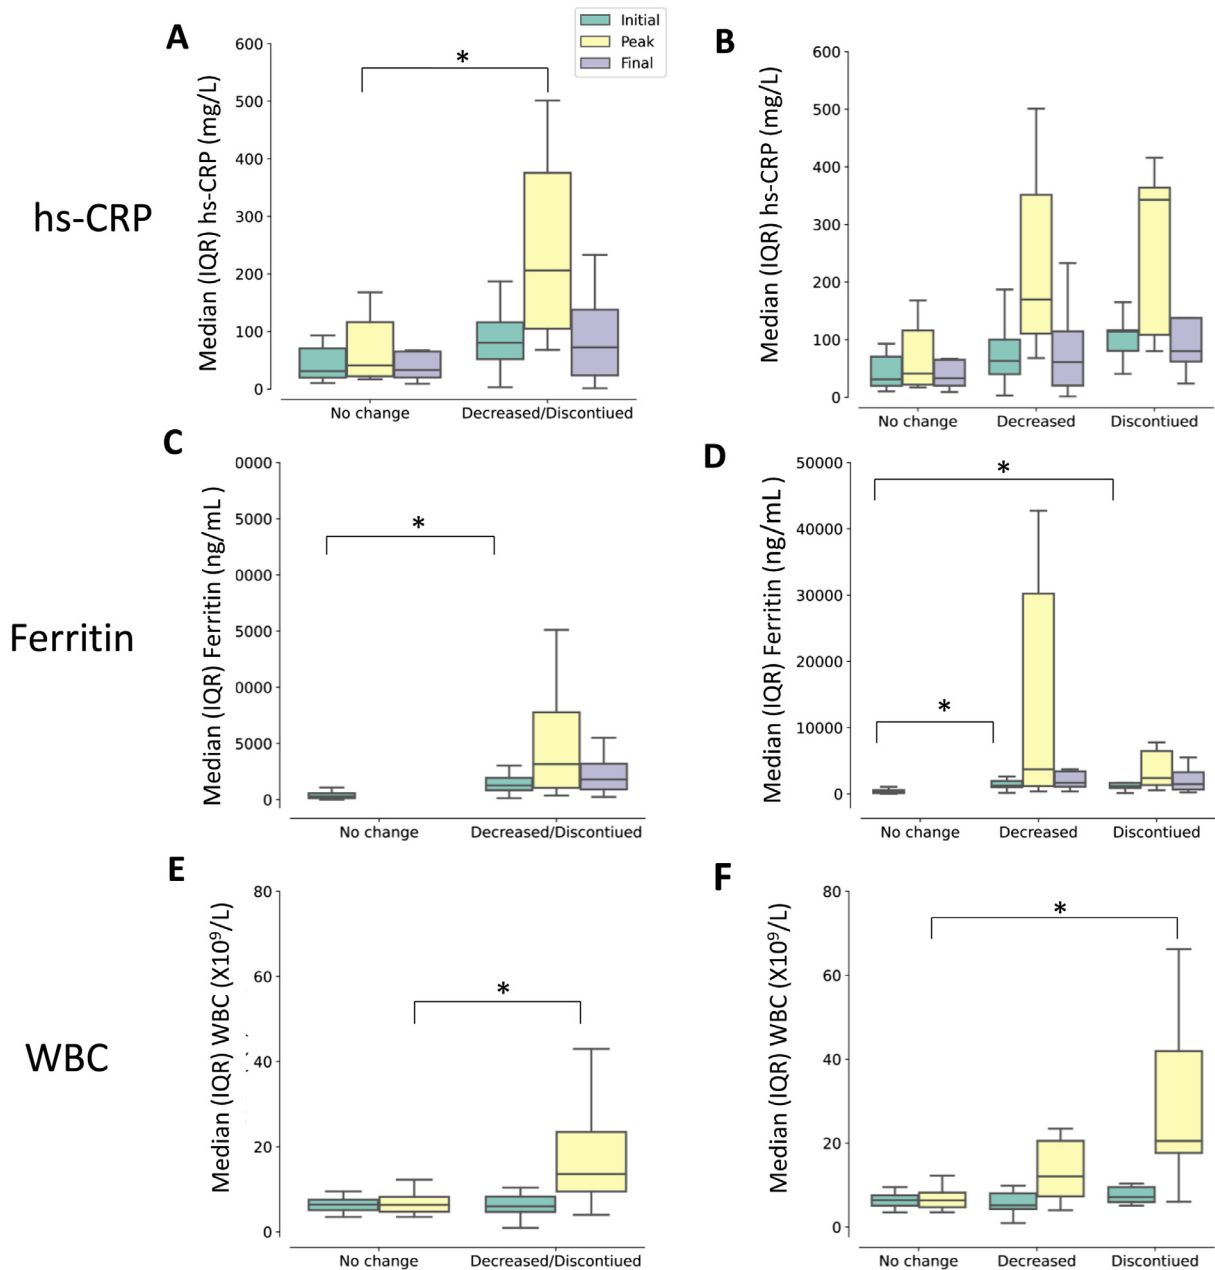 A
Median (IQR) hs-CRP (mg/L)
600
500
400
300
200
100
0
*
No change
Decreased/Discontiued
Initial
Peak
Final
B
Median (IQR) hs-CRP (mg/L)
600
500
400
300
200
100
0
No change
Decreased
Discontiued
hs-CRP
C
Median (IQR) Ferritin (ng/mL )
0000
5000
0000
5000
0000
5000
0
*
No change
Decreased/Discontiued
D
Median (IQR) Ferritin (ng/mL )
50000
40000
30000
20000
10000
0
*
*
No change
Decreased
Discontiued
Ferritin
E
Median (IQR) WBC (X10⁹/L)
80
60
40
20
0
*
No change
Decreased/Discontiued
F
Median (IQR) WBC (X10⁹/L)
80
60
40
20
0
*
No change
Decreased
Discontiued
WBC